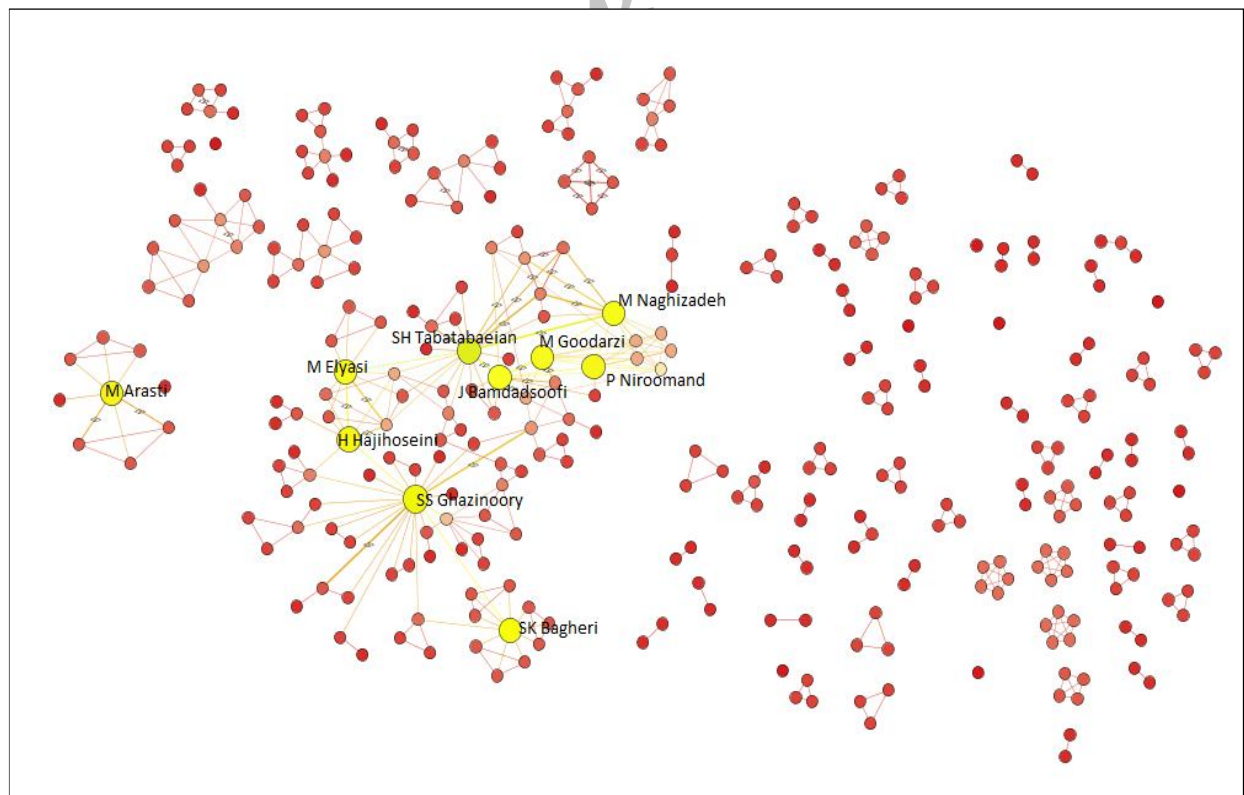 M Naghizadeh
SH Tabatabaeian
M Goodarzi
M Elyasi
P Niroomand
J Bamdadsoofi
M Arasti
H Hajihoseini
SS Ghazinoory
SK Bagheri